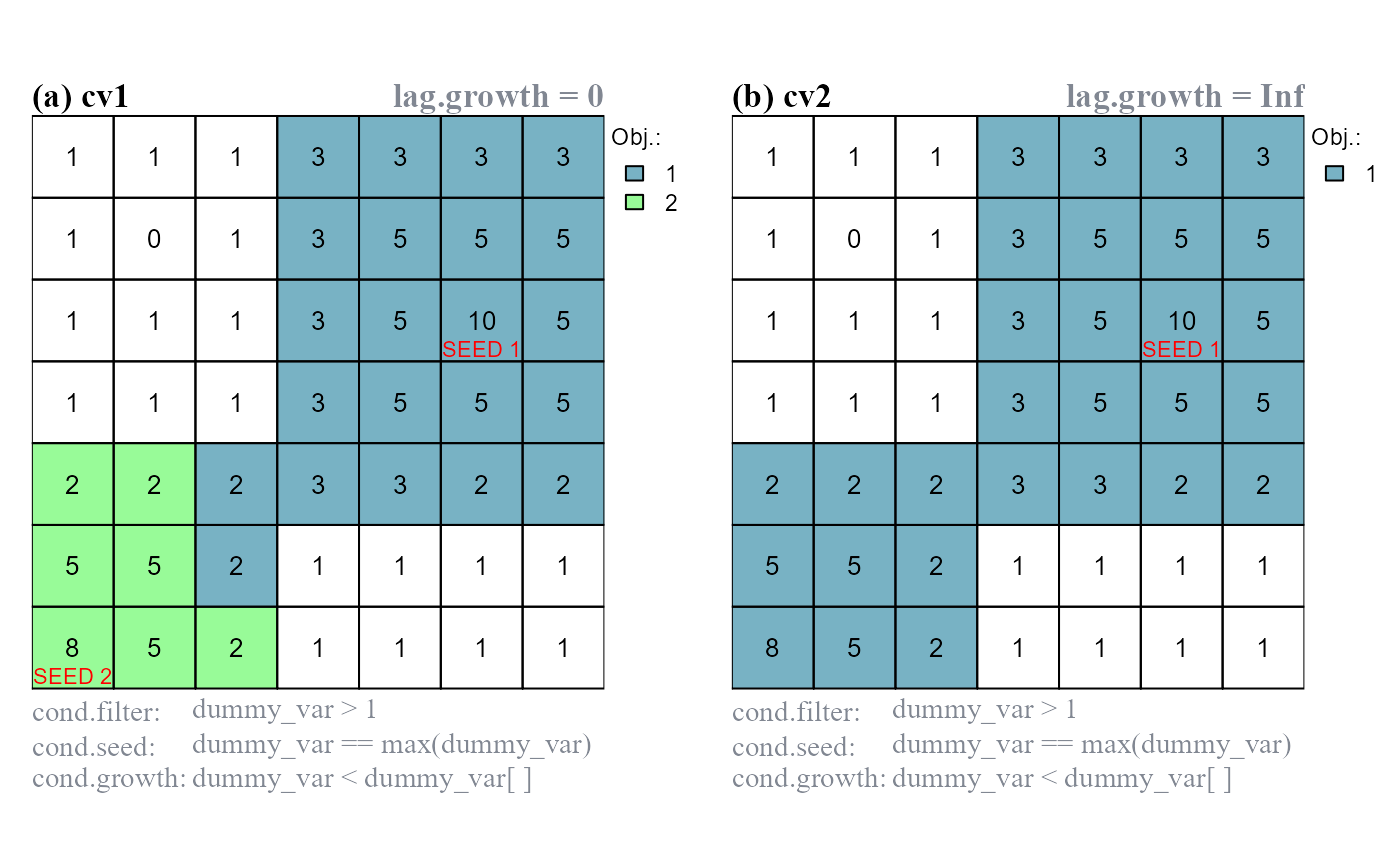 (a) cv1 lag.growth = 0
Obj.:
1
2
1 1 1 3 3 3 3
1 0 1 3 5 5 5
1 1 1 3 5 10 5
SEED 1
1 1 1 3 5 5 5
2 2 2 3 3 2 2
5 5 2 1 1 1 1
8 5 2 1 1 1 1
SEED 2
cond.filter: dummy_var > 1
cond.seed: dummy_var == max(dummy_var)
cond.growth: dummy_var < dummy_var[ ]
(b) cv2 lag.growth = Inf
Obj.:
1
1 1 1 3 3 3 3
1 0 1 3 5 5 5
1 1 1 3 5 10 5
SEED 1
1 1 1 3 5 5 5
2 2 2 3 3 2 2
5 5 2 1 1 1 1
8 5 2 1 1 1 1
cond.filter: dummy_var > 1
cond.seed: dummy_var == max(dummy_var)
cond.growth: dummy_var < dummy_var[ ]